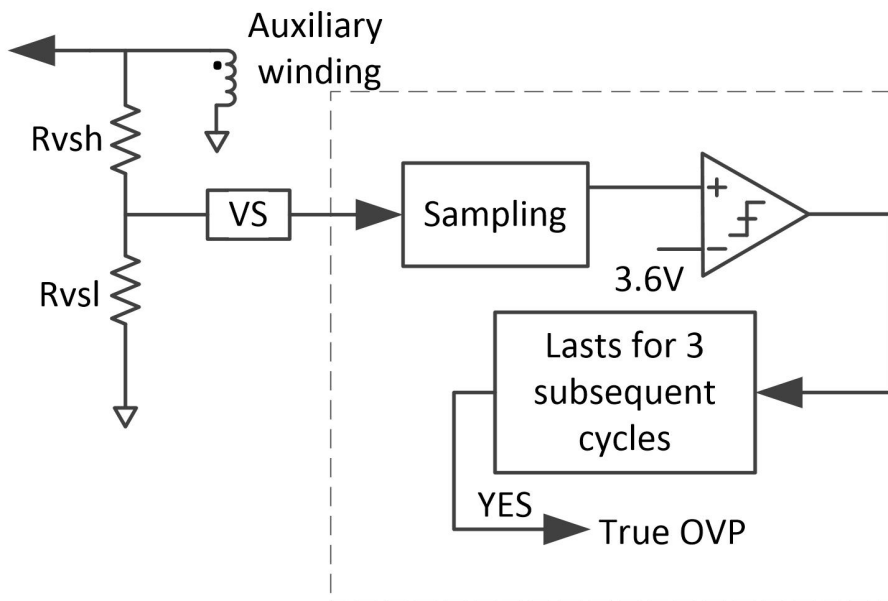 Auxiliary
winding
Rvsh
VS
Sampling
+
−
3.6V
Rvsl
Lasts for 3
subsequent
cycles
YES
True OVP